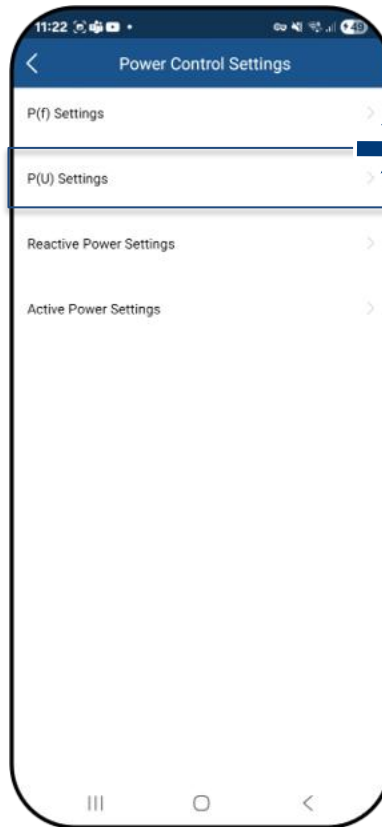 11:22
49
Power Control Settings
P(f) Settings
P(U) Settings
Reactive Power Settings
Active Power Settings